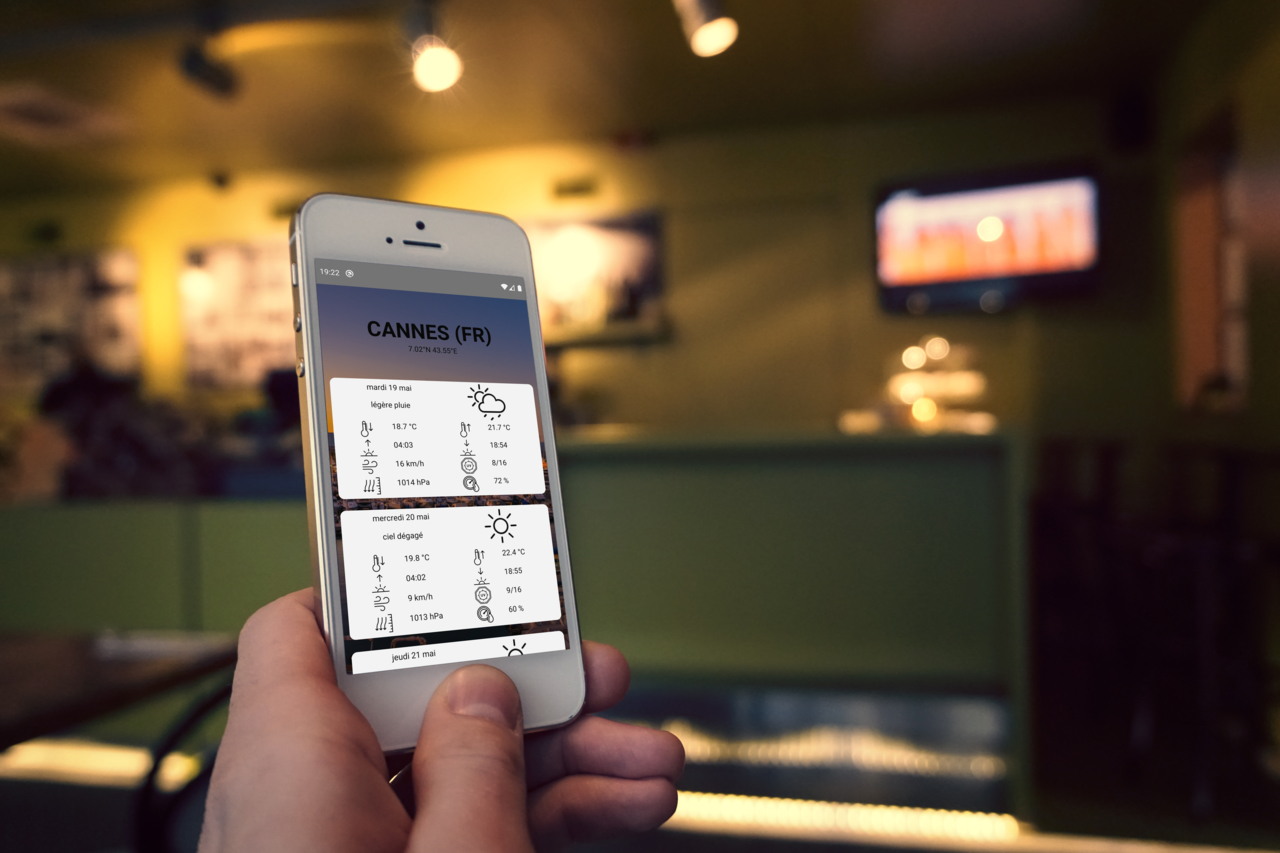 19:22
CANNES (FR)
7.02°N 43.55°E
mardi 19 mai
légère pluie
18.7 °C 21.7 °C
04:03 18:54
16 km/h 8/16
1014 hPa 72 %
mercredi 20 mai
ciel dégagé
19.8 °C 22.4 °C
04:02 18:55
9 km/h 9/16
1013 hPa 60 %
jeudi 21 mai